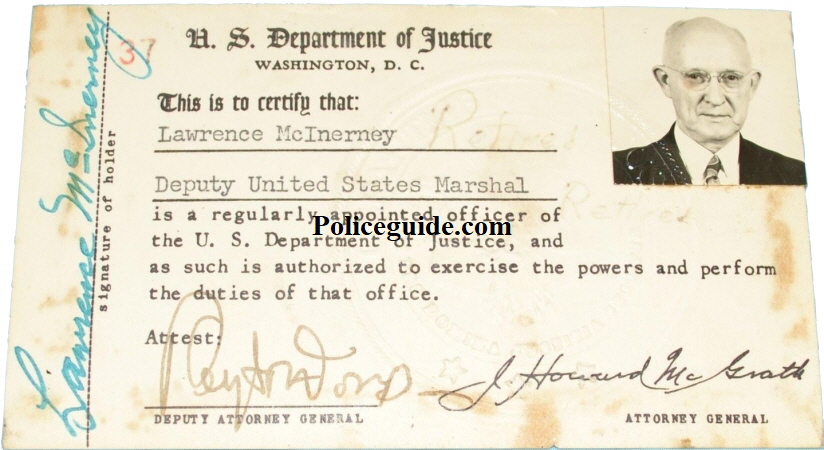 37
U. S. Department of Justice
WASHINGTON, D. C.
This is to certify that:
Lawrence McInerney
Retired
Deputy United States Marshal
Retired
is a regularly appointed officer of
Policeguide.com
the U. S. Department of Justice, and
as such is authorized to exercise the powers and perform
the duties of that office.
Attest:
J. Howard McGrath
DEPUTY ATTORNEY GENERAL
ATTORNEY GENERAL
Lawrence McInerney
signature of holder